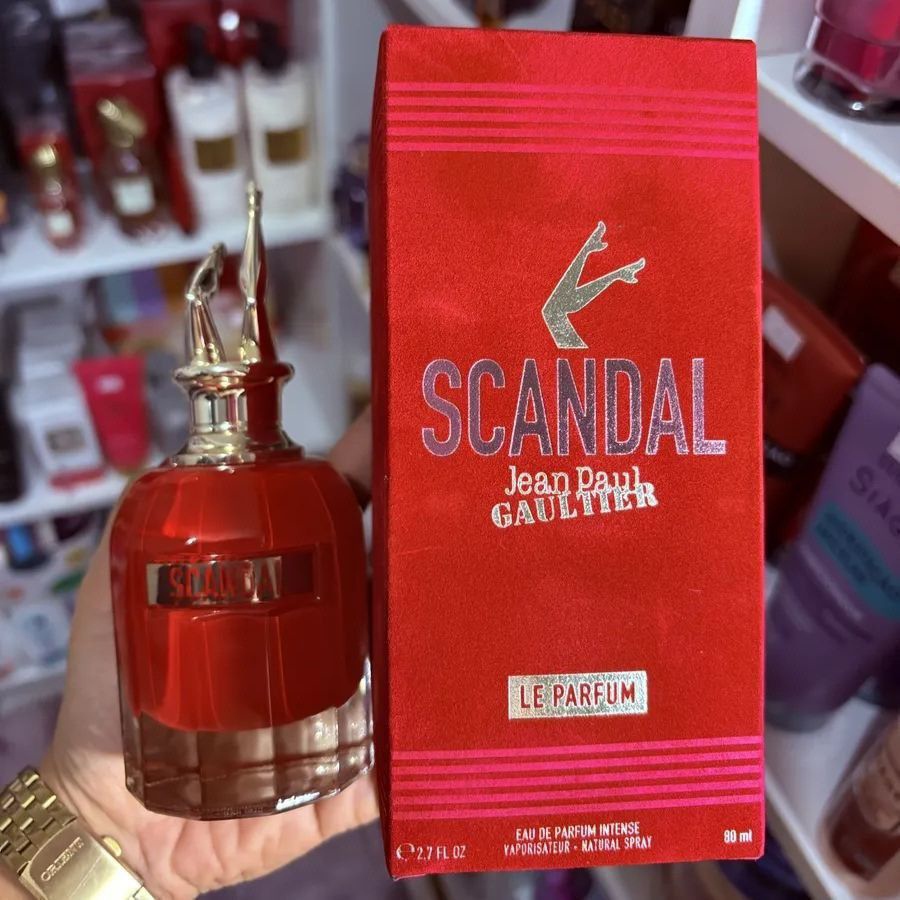 SCANDAL
Jean Paul
GAULTIER
LE PARFUM
EAU DE PARFUM INTENSE
VAPORISATEUR - NATURAL SPRAY
℮ 2.7 FL OZ
80 ml
SCANDAL
ORIENT